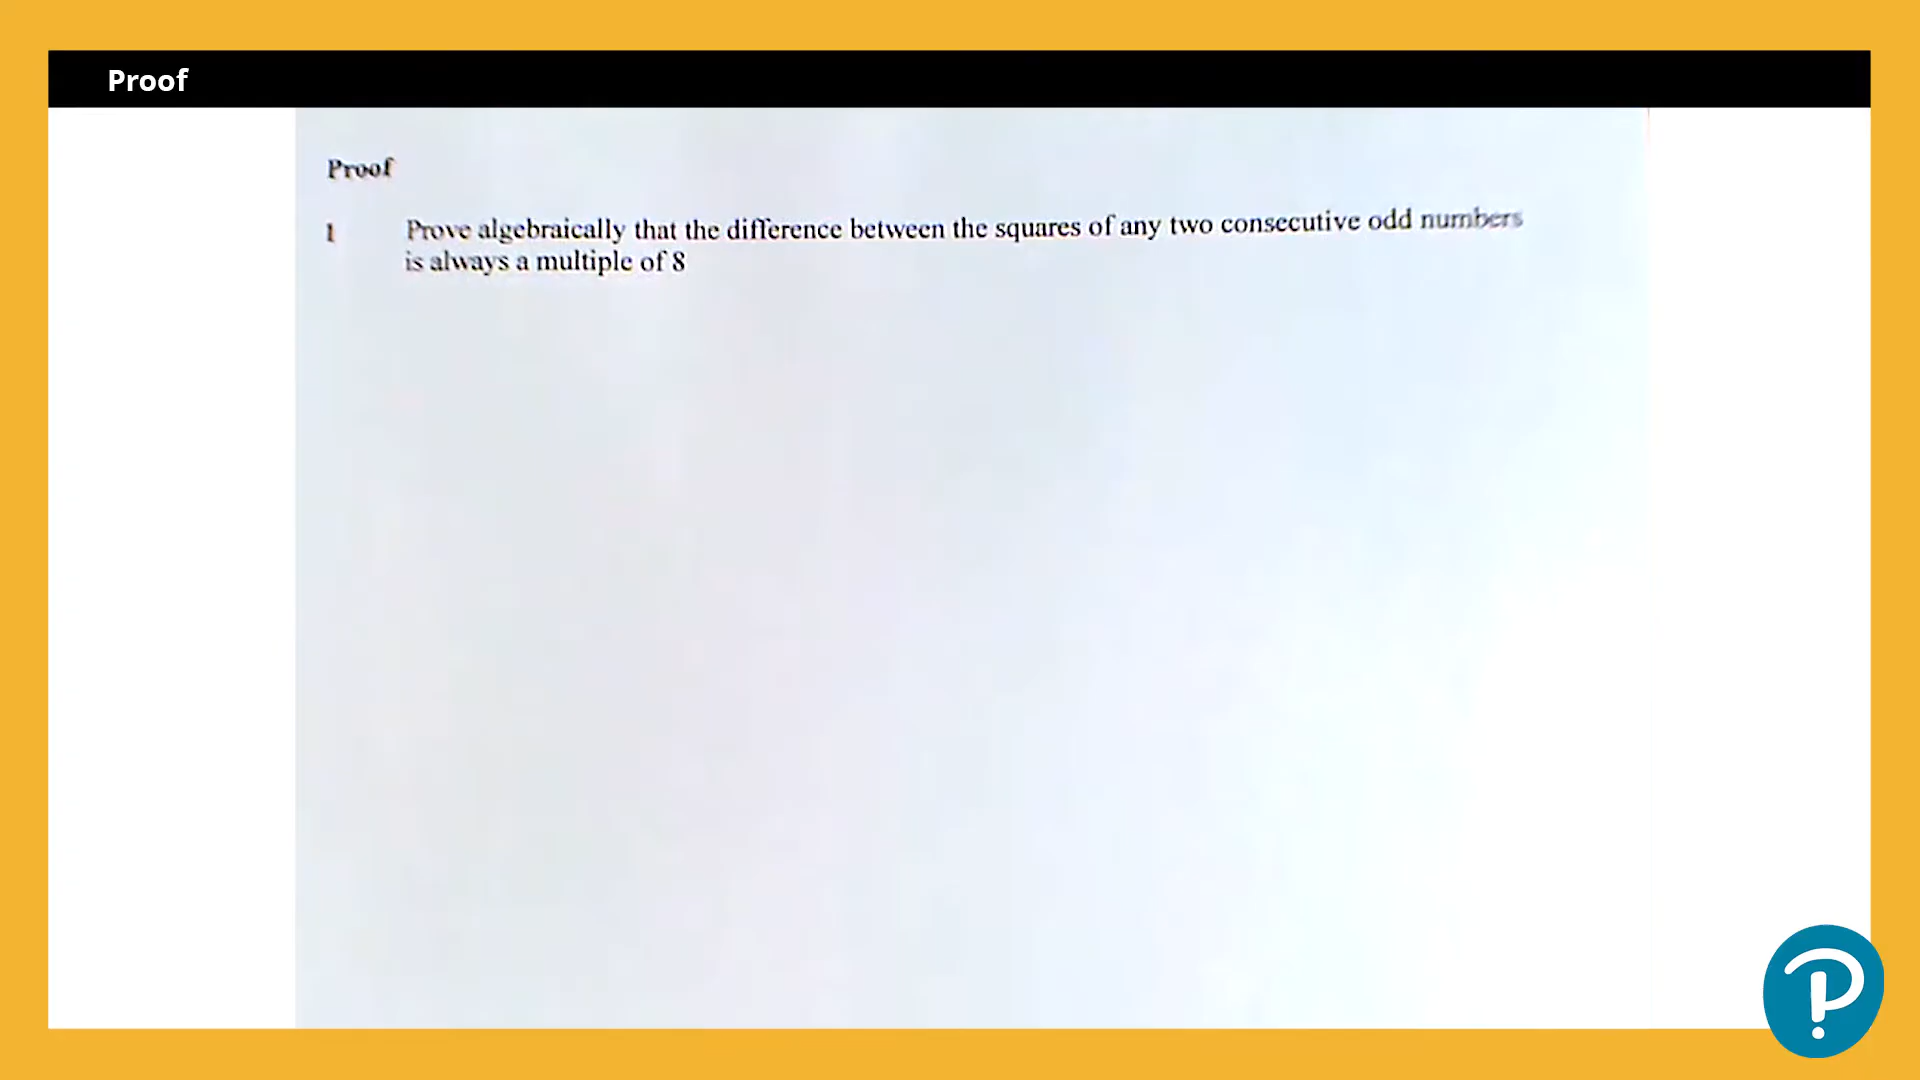 Proof
Proof
1 Prove algebraically that the difference between the squares of any two consecutive odd numbers
is always a multiple of 8